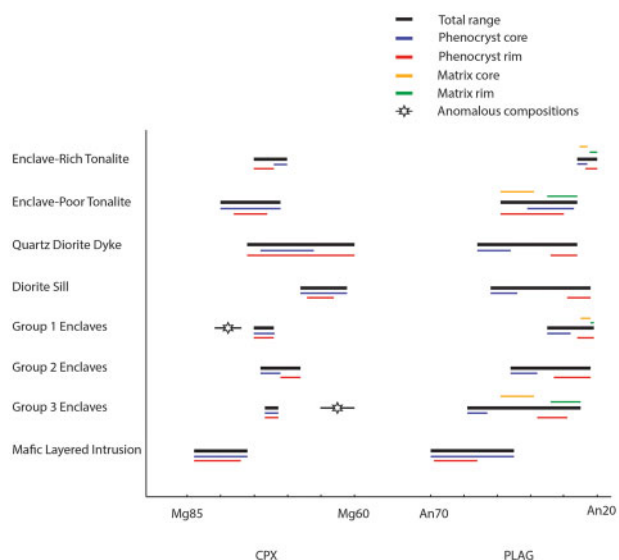 Total range
Phenocryst core
Phenocryst rim
Matrix core
Matrix rim
Anomalous compositions
Enclave-Rich Tonalite
Enclave-Poor Tonalite
Quartz Diorite Dyke
Diorite Sill
Group 1 Enclaves
Group 2 Enclaves
Group 3 Enclaves
Mafic Layered Intrusion
Mg85 Mg60 An70 An20
CPX PLAG